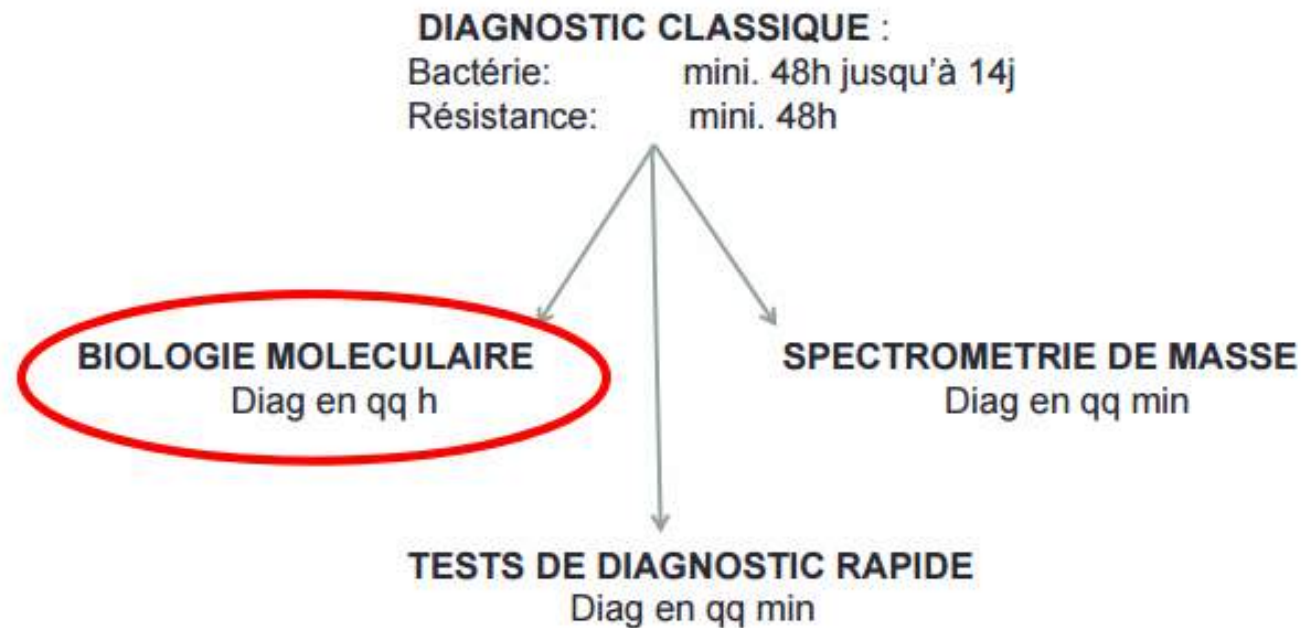 DIAGNOSTIC CLASSIQUE :
Bactérie: mini. 48h jusqu'à 14j
Résistance: mini. 48h
BIOLOGIE MOLECULAIRE
Diag en qq h
SPECTROMETRIE DE MASSE
Diag en qq min
TESTS DE DIAGNOSTIC RAPIDE
Diag en qq min